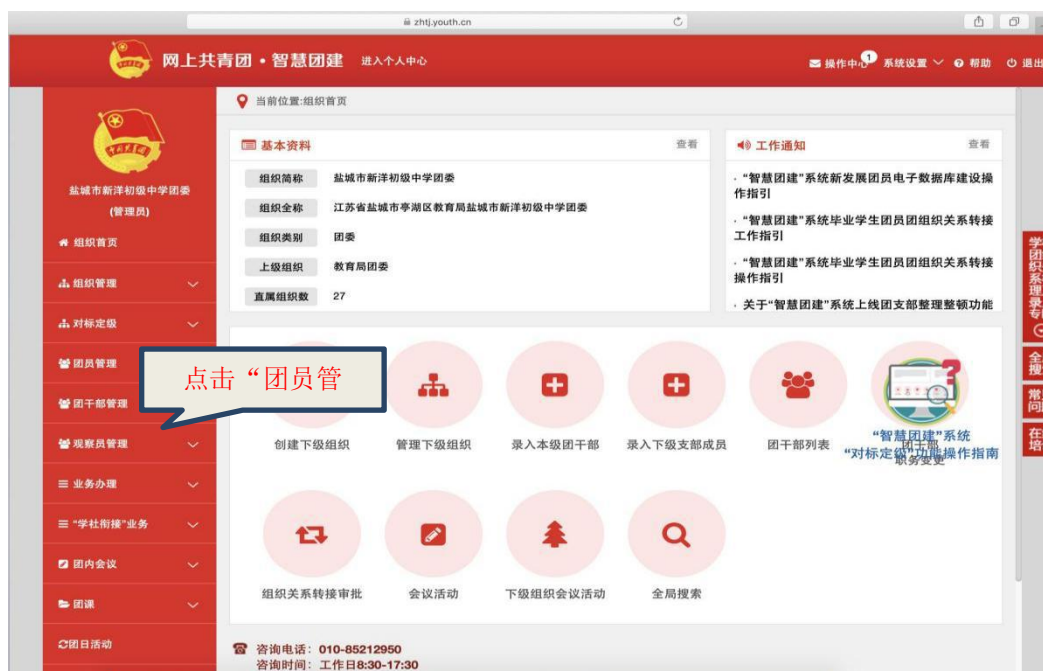 zhtj.youth.cn
网上共青团·智慧团建 进入个人中心
操作中心 1 系统设置 帮助 退出
盐城市新洋初级中学团委
(管理员)
组织首页
组织管理
对标定级
团员管理
团干部管理
观察员管理
业务办理
“学社衔接”业务
团内会议
团课
团日活动
点击“团员管
当前位置:组织首页
基本资料 查看
组织简称 盐城市新洋初级中学团委
组织全称 江苏省盐城市亭湖区教育局盐城市新洋初级中学团委
组织类别 团委
上级组织 教育局团委
直属组织数 27
工作通知 查看
· “智慧团建”系统新发展团员电子数据库建设操
作指引
· “智慧团建”系统毕业学生团员团组织关系转接
工作指引
· “智慧团建”系统毕业学生团员团组织关系转接
操作指引
· 关于“智慧团建”系统上线团支部整理整顿功能
创建下级组织 管理下级组织 录入本级团干部 录入下级支部成员 团干部列表
团干部
职务变更
“智慧团建”系统
“对标定级”功能操作指南
组织关系转接审批 会议活动 下级组织会议活动 全局搜索
咨询电话：010-85212950
咨询时间：工作日8:30-17:30